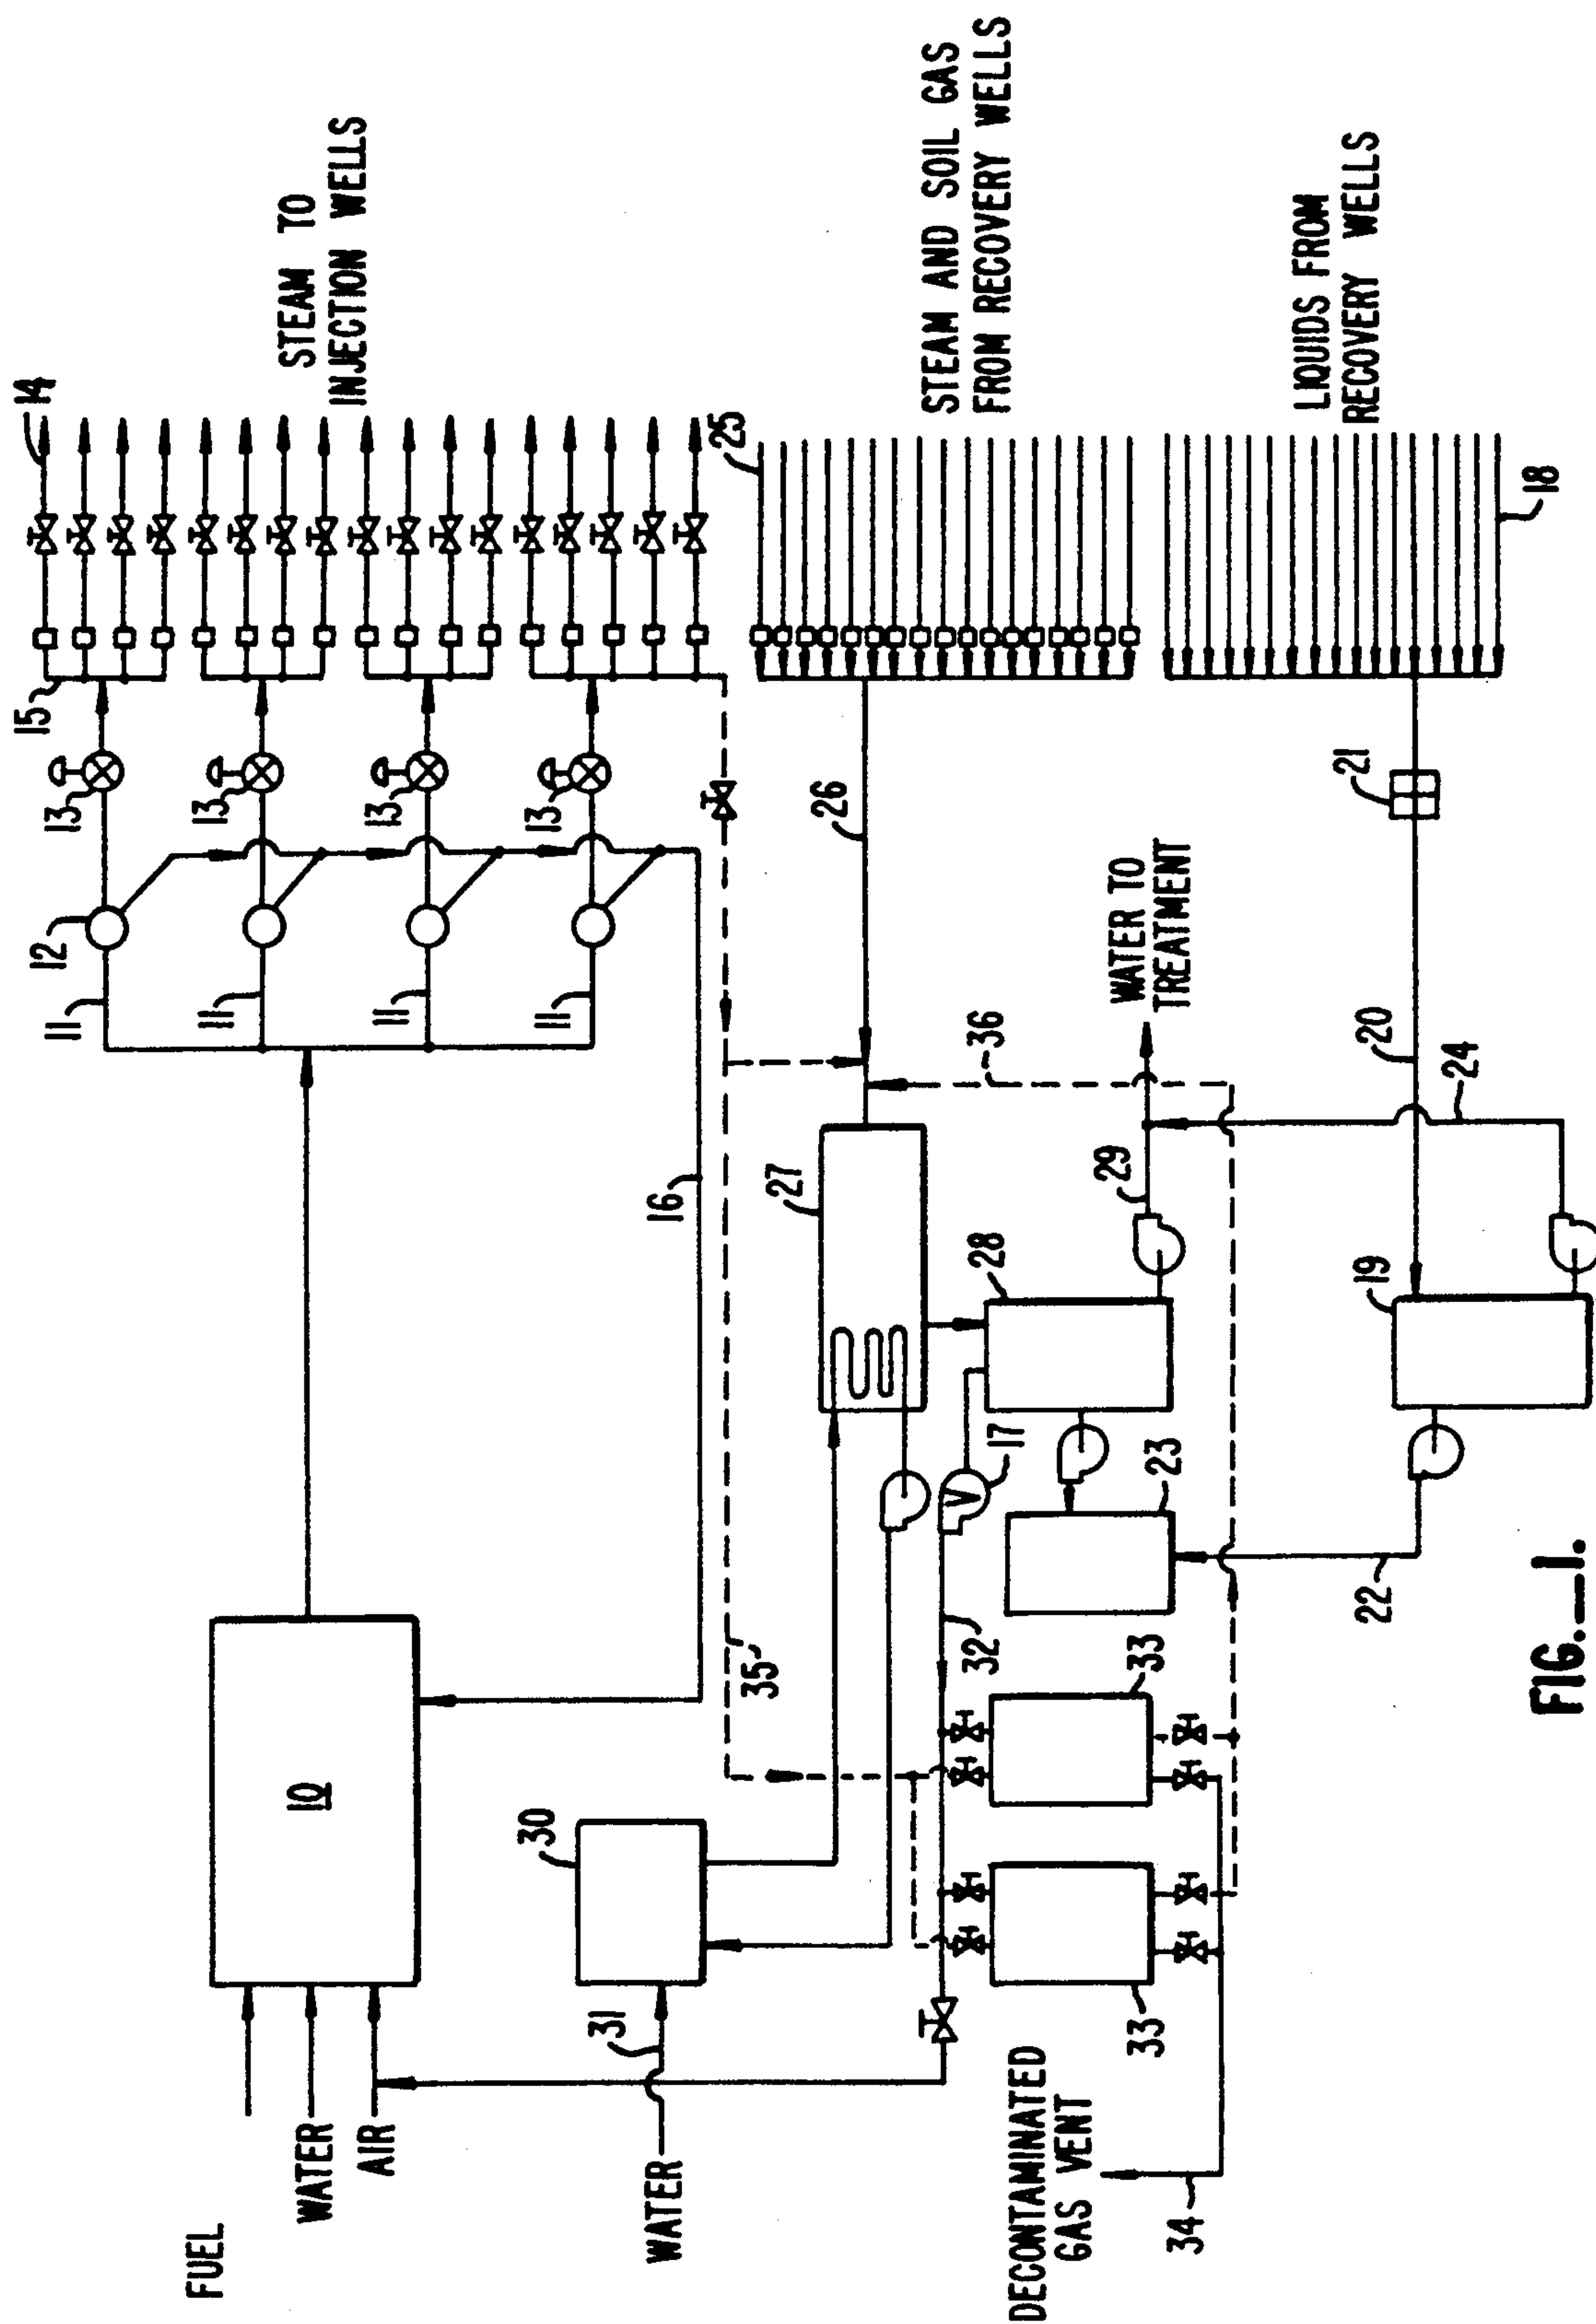 FUEL
WATER
AIR
10
11
11
11
11
12
13
13
13
13
15
14
STEAM TO
INJECTION WELLS
16
WATER
31
30
35
27
26
25
STEAM AND SOIL GAS
FROM RECOVERY WELLS
36
WATER TO
TREATMENT
29
28
17
32
23
33
33
DECONTAMINATED
GAS VENT
34
22
19
24
20
21
18
LIQUIDS FROM
RECOVERY WELLS
FIG._1.